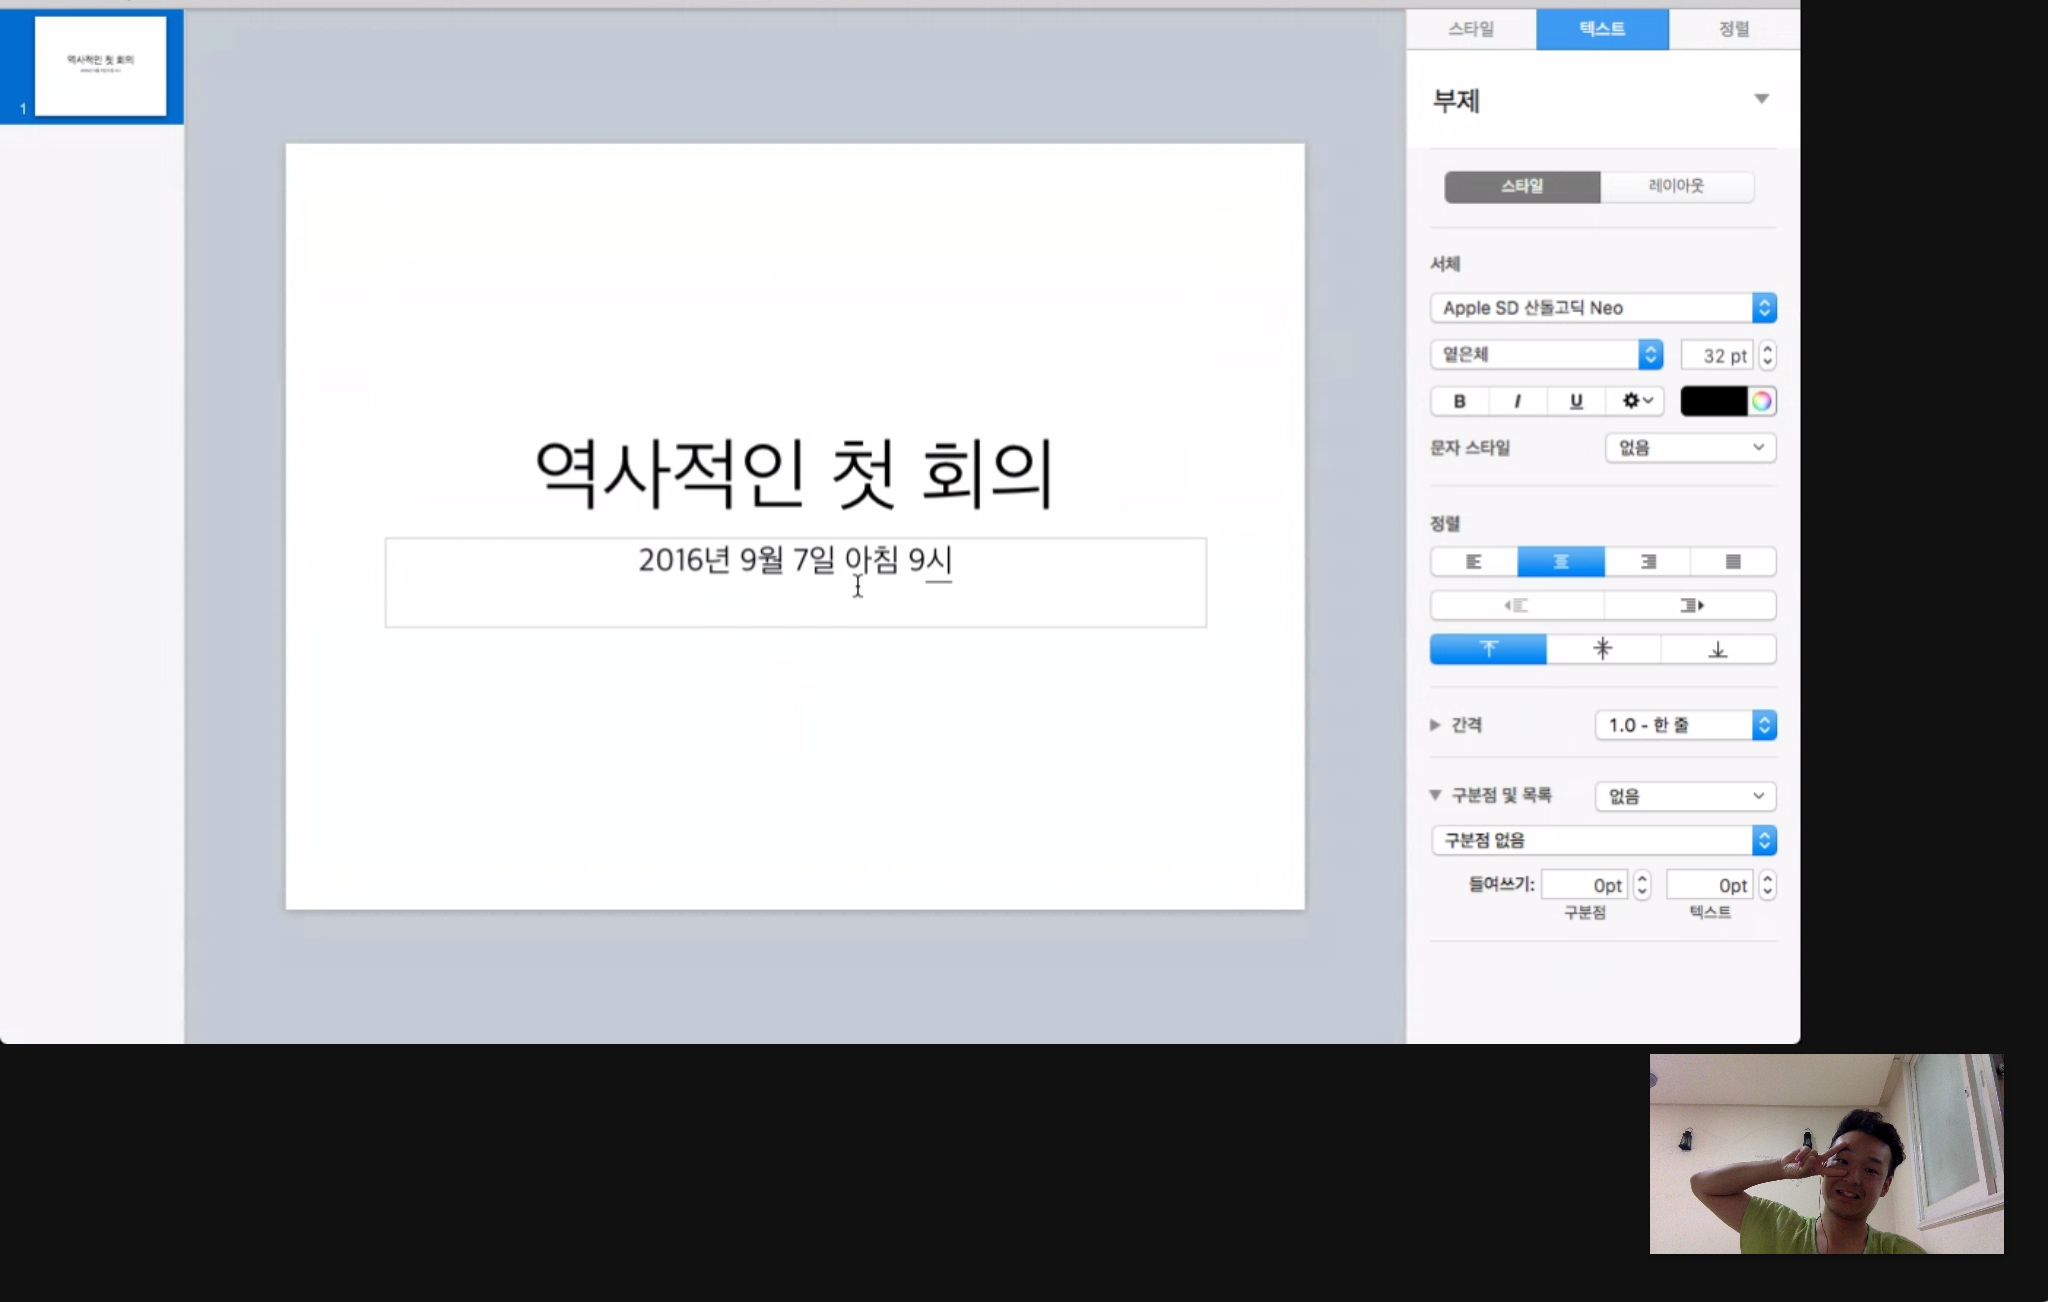 역사적인 첫 회의
1
역사적인 첫 회의
2016년 9월 7일 아침 9시
스타일
텍스트
정렬
부제
스타일
레이아웃
서체
Apple SD 산돌고딕 Neo
옅은체
32 pt
B
I
U
문자 스타일
없음
정렬
간격
1.0 - 한 줄
구분점 및 목록
없음
구분점 없음
들여쓰기:
0pt
0pt
구분점
텍스트